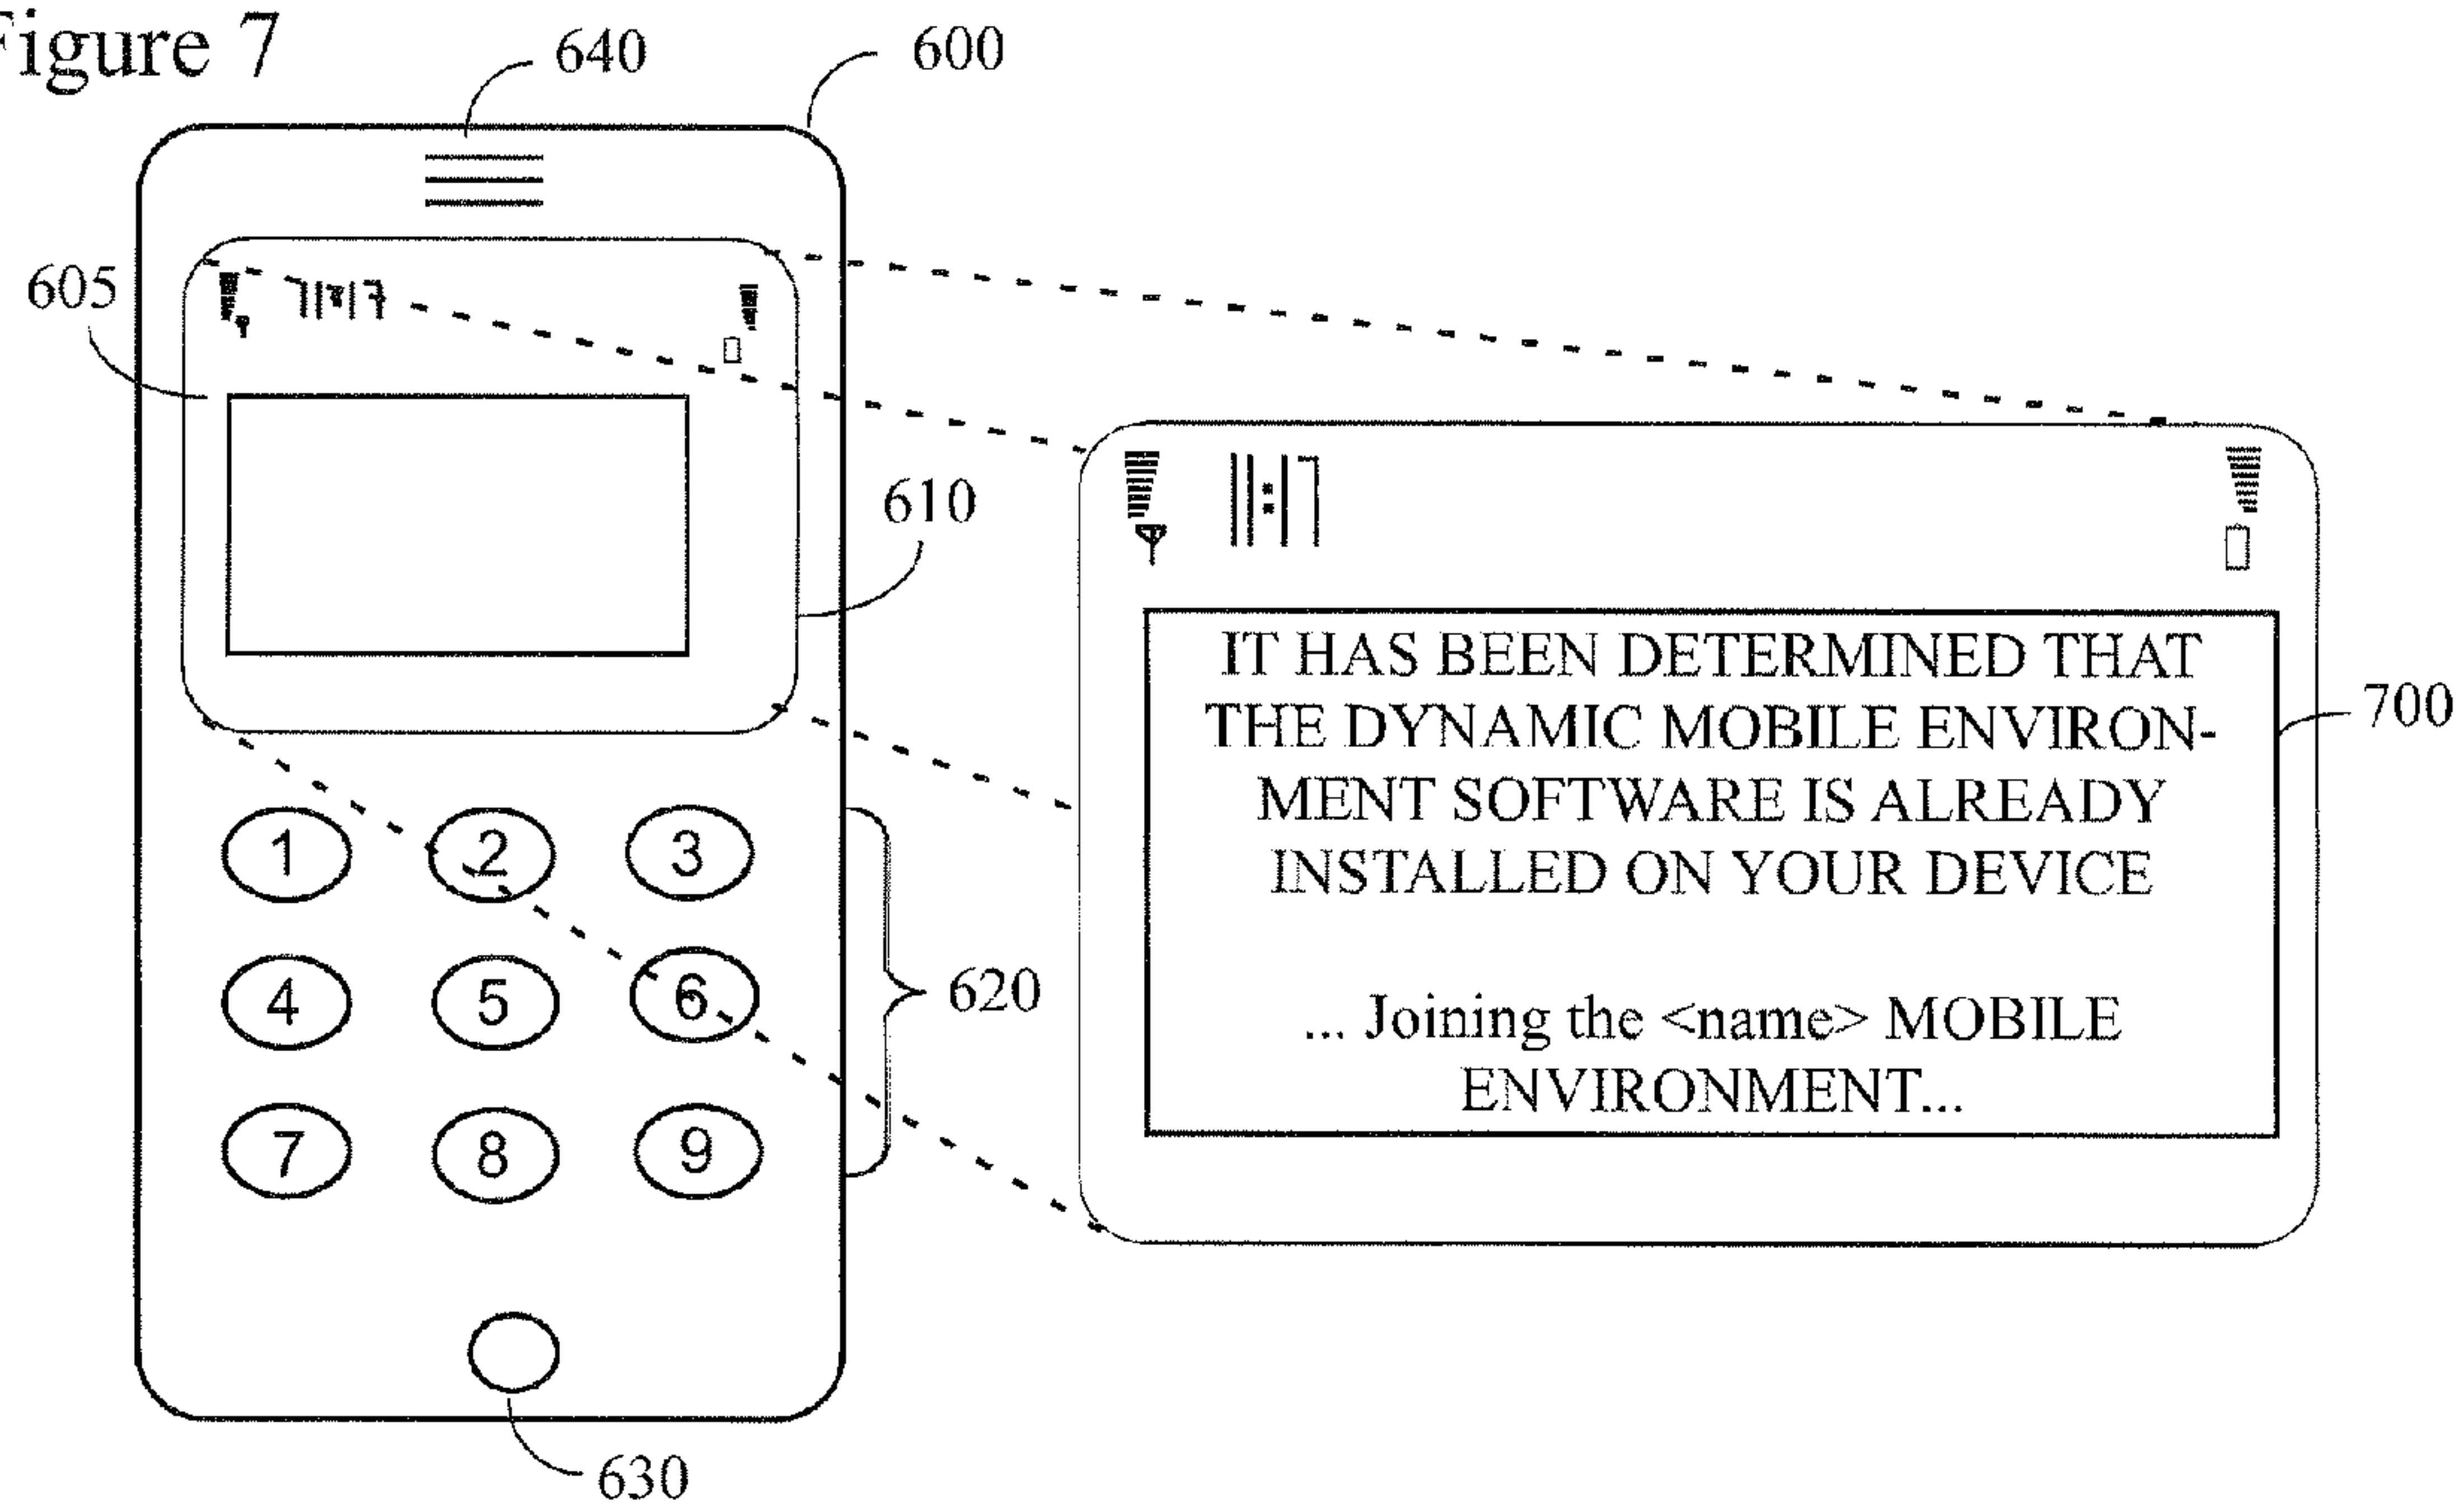 Figure 7
640
600
605
610
11:17
IT HAS BEEN DETERMINED THAT
THE DYNAMIC MOBILE ENVIRON-
MENT SOFTWARE IS ALREADY
INSTALLED ON YOUR DEVICE
... Joining the <name> MOBILE
ENVIRONMENT...
700
1 2 3
4 5 6
7 8 9
620
630